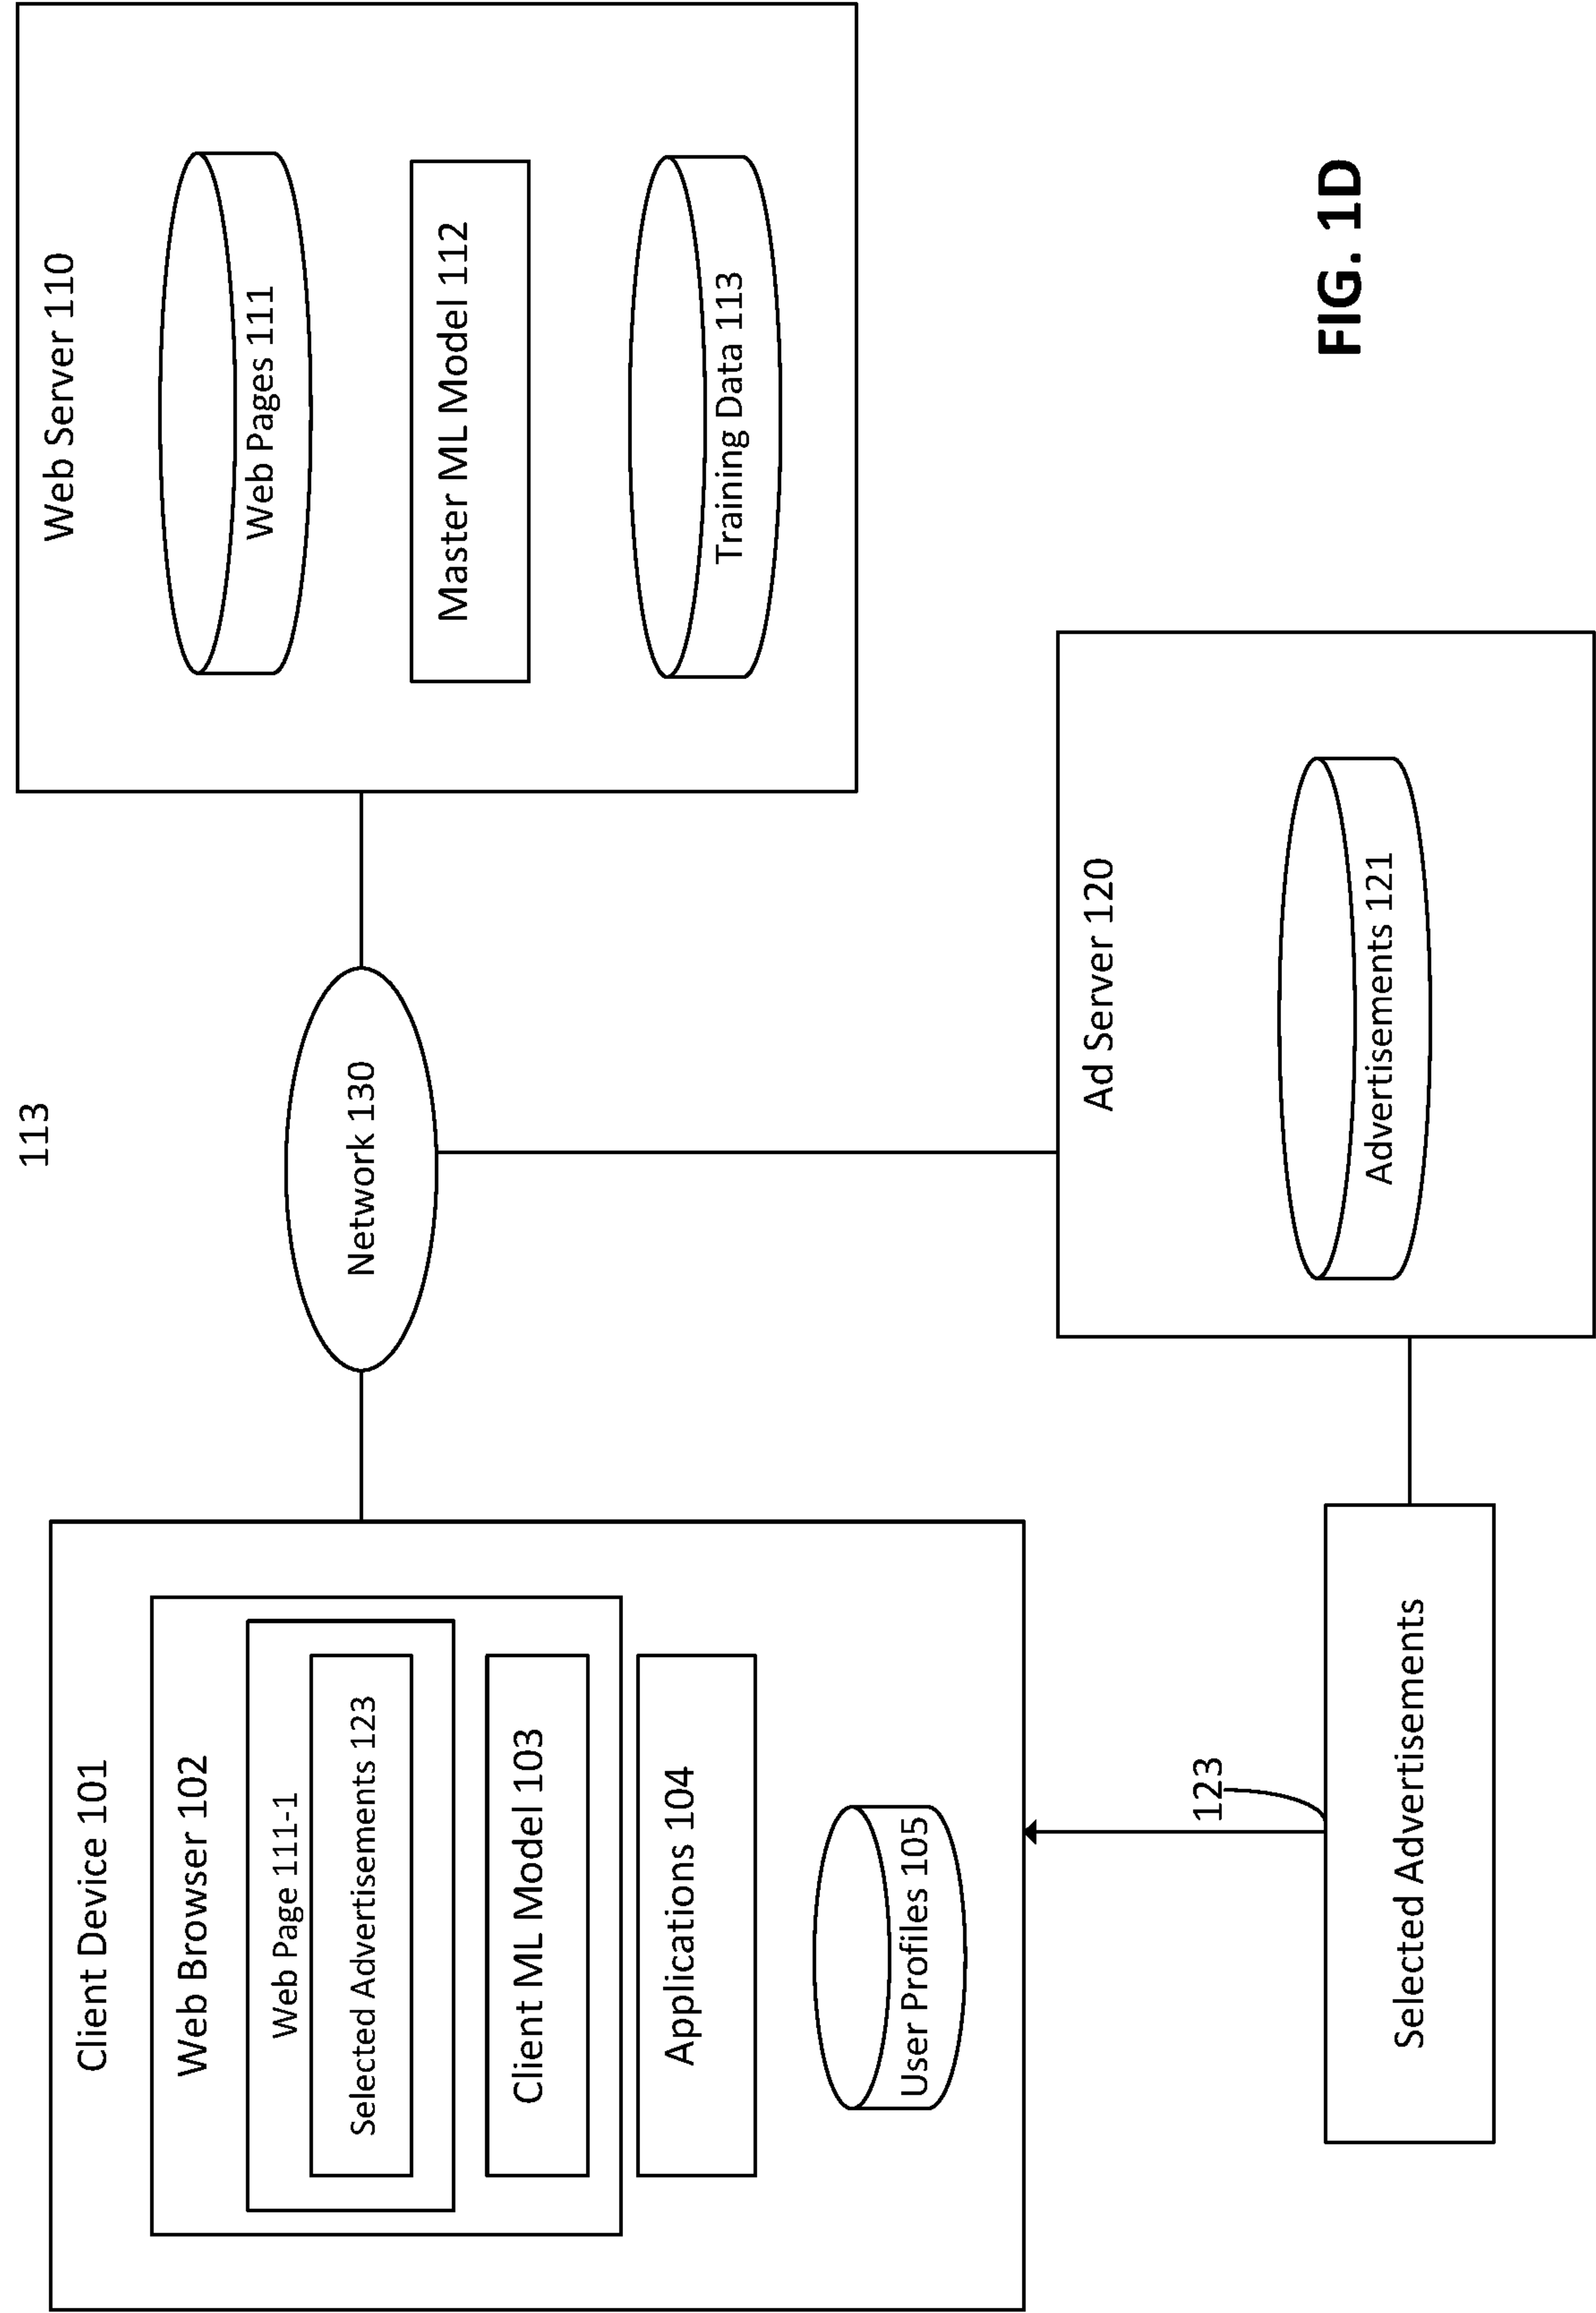 113
Client Device 101
Web Browser 102
Web Page 111-1
Selected Advertisements 123
Client ML Model 103
Applications 104
User Profiles 105
Network 130
Web Server 110
Web Pages 111
Master ML Model 112
Training Data 113
Ad Server 120
Advertisements 121
123
Selected Advertisements
FIG. 1D